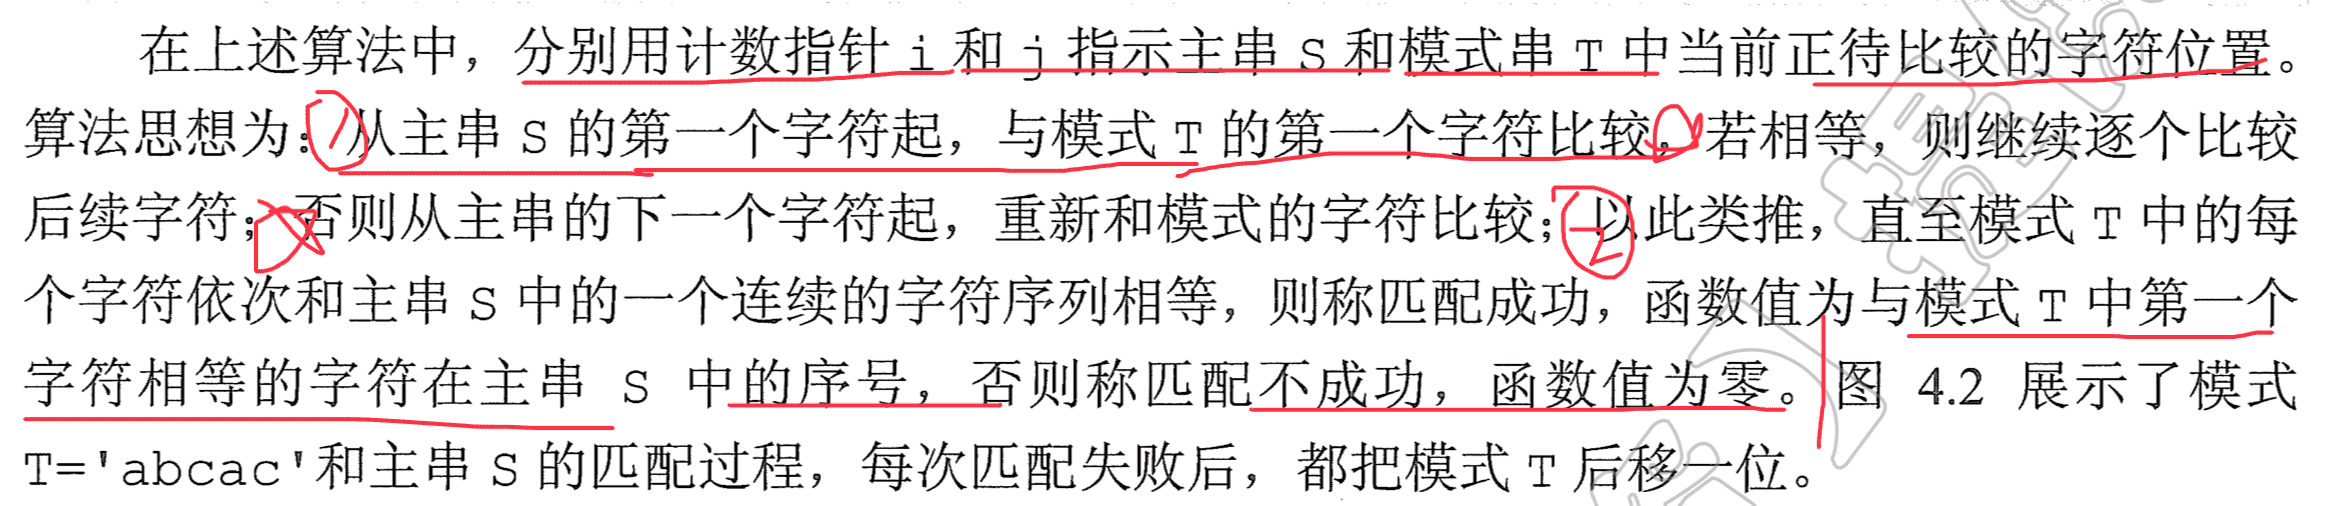 在上述算法中，分别用计数指针 i 和 j 指示主串 S 和模式串 T 中当前正待比较的字符位置。
算法思想为：1从主串 S 的第一个字符起，与模式 T 的第一个字符比较，若相等，则继续逐个比较
后续字符；否则从主串的下一个字符起，重新和模式的字符比较；2以此类推，直至模式 T 中的每
个字符依次和主串 S 中的一个连续的字符序列相等，则称匹配成功，函数值为与模式 T 中第一个
字符相等的字符在主串 S 中的序号，否则称匹配不成功，函数值为零。图 4.2 展示了模式
T='abcac'和主串 S 的匹配过程，每次匹配失败后，都把模式 T 后移一位。